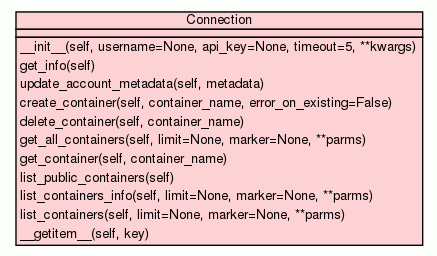 Connection
__init__(self, username=None, api_key=None, timeout=5, **kwargs)
get_info(self)
update_account_metadata(self, metadata)
create_container(self, container_name, error_on_existing=False)
delete_container(self, container_name)
get_all_containers(self, limit=None, marker=None, **parms)
get_container(self, container_name)
list_public_containers(self)
list_containers_info(self, limit=None, marker=None, **parms)
list_containers(self, limit=None, marker=None, **parms)
__getitem__(self, key)